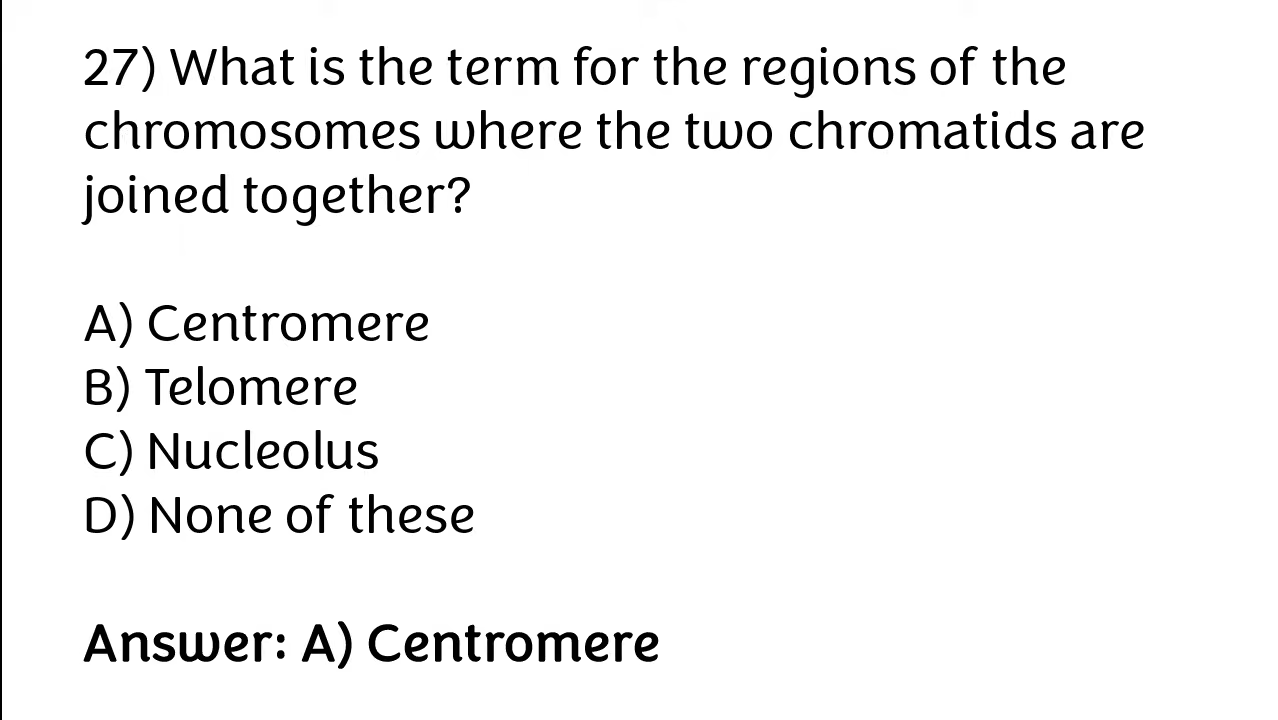 27) What is the term for the regions of the
chromosomes where the two chromatids are
joined together?
A) Centromere
B) Telomere
C) Nucleolus
D) None of these
Answer: A) Centromere